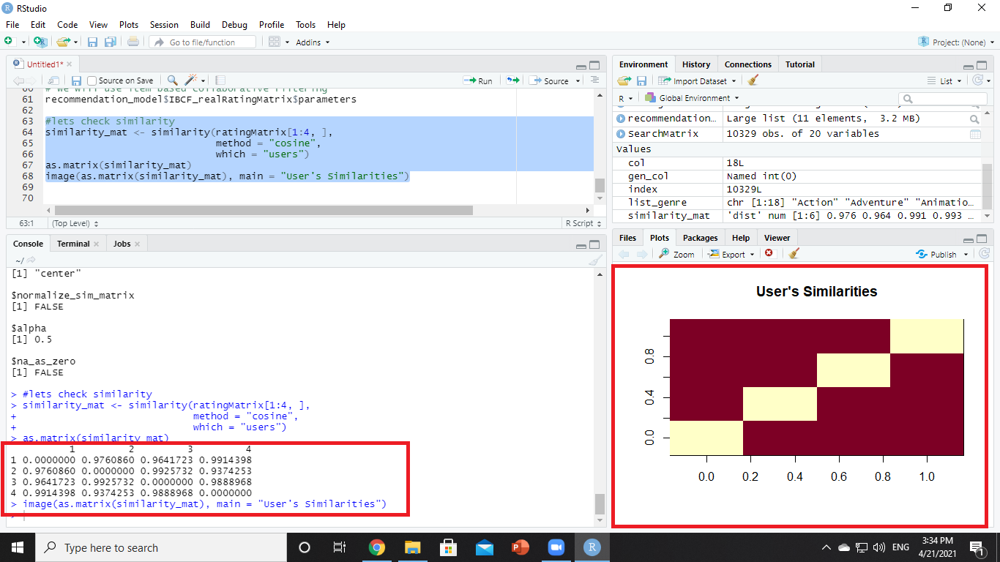 RStudio
File Edit Code View Plots Session Build Debug Profile Tools Help
Go to file/function Addins Project: (None)
Untitled1*
Source on Save Run Source
60 # we will use item based collaborative filtering
61 recommendation_model$IBCF_realRatingMatrix$parameters
62
63 #lets check similarity
64 similarity_mat <- similarity(ratingMatrix[1:4, ],
65 method = "cosine",
66 which = "users")
67 as.matrix(similarity_mat)
68 image(as.matrix(similarity_mat), main = "User's Similarities")
69
70
63:1 (Top Level) R Script
Console Terminal Jobs
~/
[1] "center"
$normalize_sim_matrix
[1] FALSE
$alpha
[1] 0.5
$na_as_zero
[1] FALSE
> #lets check similarity
> similarity_mat <- similarity(ratingMatrix[1:4, ],
+ method = "cosine",
+ which = "users")
> as.matrix(similarity_mat)
1 2 3 4
1 0.0000000 0.9760860 0.9641723 0.9914398
2 0.9760860 0.0000000 0.9925732 0.9374253
3 0.9641723 0.9925732 0.0000000 0.9888968
4 0.9914398 0.9374253 0.9888968 0.0000000
> image(as.matrix(similarity_mat), main = "User's Similarities")
>
Environment History Connections Tutorial
Import Dataset List
R Global Environment
recommendation… Large list (11 elements, 3.2 MB)
SearchMatrix 10329 obs. of 20 variables
Values
col 18L
gen_col Named int(0)
index 10329L
list_genre chr [1:18] "Action" "Adventure" "Animatio…
similarity_mat 'dist' num [1:6] 0.976 0.964 0.991 0.993 …
Files Plots Packages Help Viewer
Zoom Export Publish
User's Similarities
0.8
0.4
0.0
0.0 0.2 0.4 0.6 0.8 1.0
Type here to search
ENG
3:34 PM
4/21/2021
1